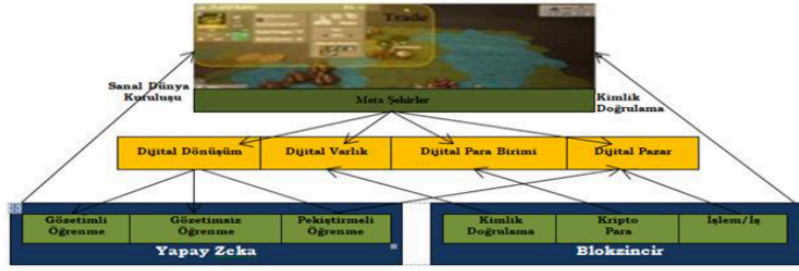 Trade
Sanal Dünya
Kuruluşu
Meta Şehirler
Kimlik
Doğrulama
Dijital Dönüşüm
Dijital Varlık
Dijital Para Birimi
Dijital Pazar
Gözetimli
Öğrenme
Gözetimsiz
Öğrenme
Pekiştirmeli
Öğrenme
Kimlik
Doğrulama
Kripto
Para
İşlem/İş
Yapay Zeka
Blokzincir